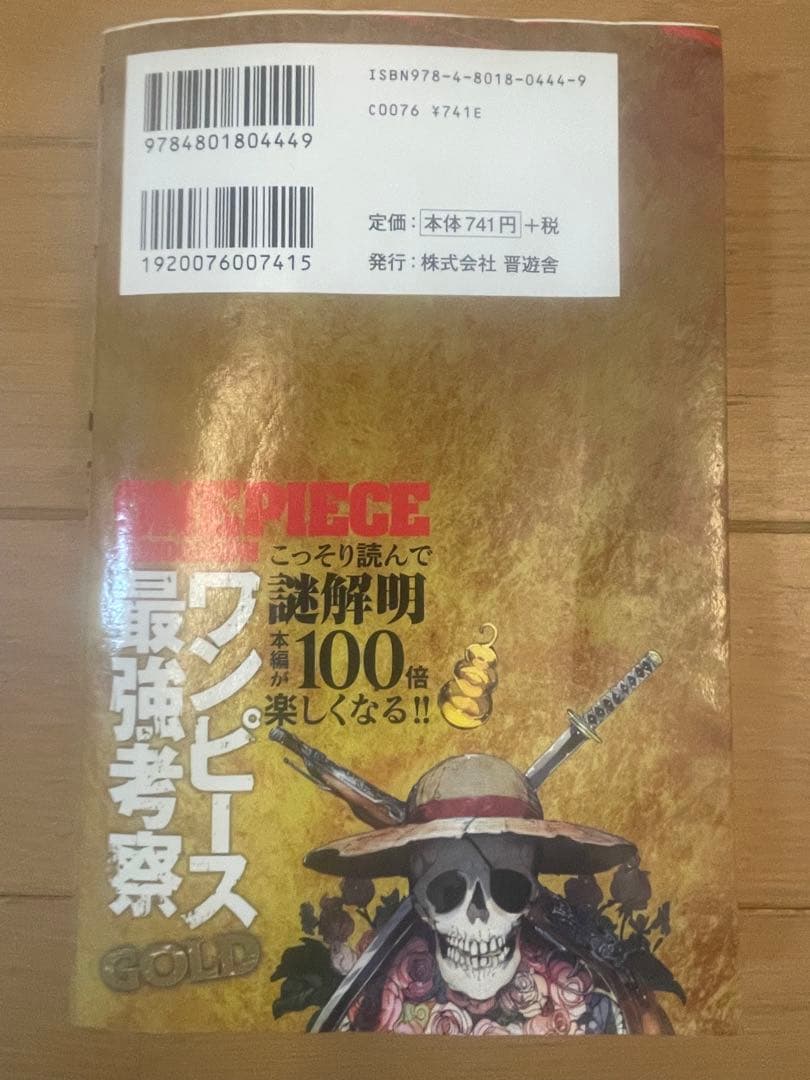 ISBN978-4-8018-0444-9
C0076 ¥741E
9784801804449
1920076007415
定価：本体741円+税
発行：株式会社 晋遊舎
ONE PIECE
こっそり読んで
謎解明
本編が
100倍
楽しくなる!!
ワンピース
最強考察
GOLD